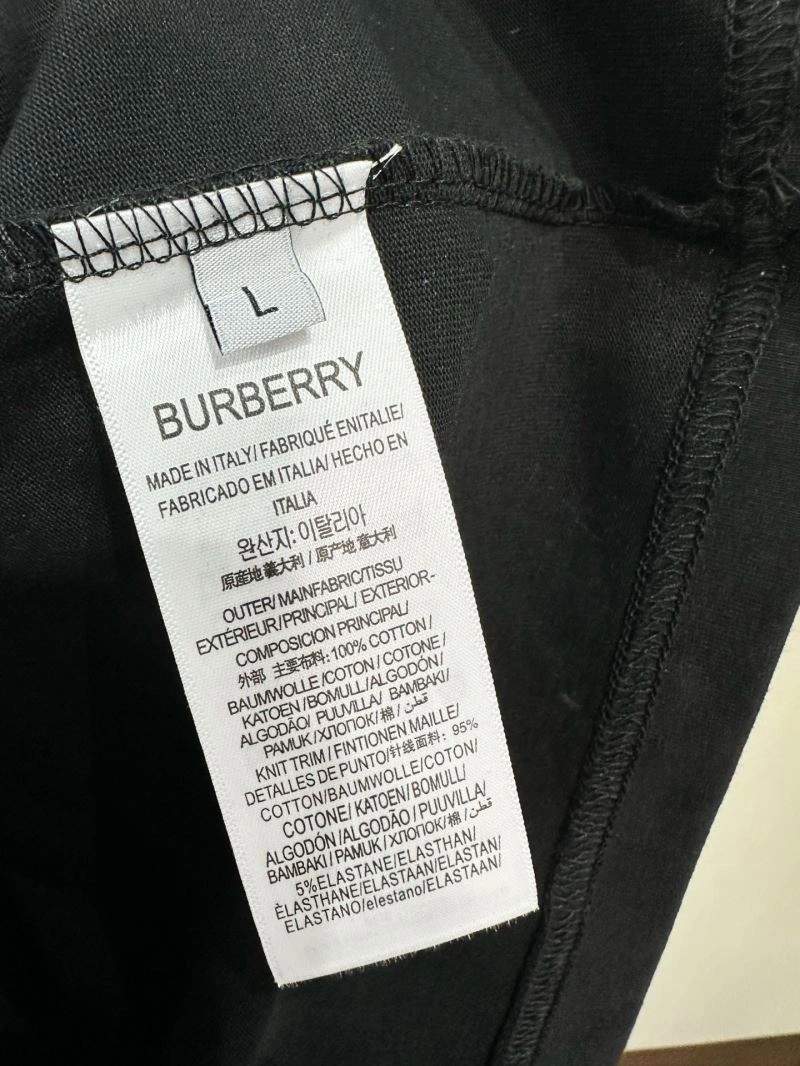 L
BURBERRY
MADE IN ITALY/ FABRIQUÉ ENITALIE/
FABRICADO EM ITALIA/ HECHO EN
ITALIA
완산지: 이탈리아
原産地 義大利 / 原产地 意大利
OUTER/ MAINFABRIC/TISSU
EXTÉRIEUR/PRINCIPAL/ EXTERIOR-
COMPOSICION PRINCIPAL/
外部 主要布料: 100% COTTON/
BAUMWOLLE/COTON/ COTONE/
KATOEN/BOMULL/ALGODÓN/
ALGODÃO/ PUUVILLA/ BAMBAKI/
PAMUK/ХЛОПОК/ 棉/ قطن/
KNIT TRIM/ FINTIONEN MAILLE/
DETALLES DE PUNTO/针线面料: 95%
COTTON/BAUMWOLLE/COTON/
COTONE/ KATOEN/ BOMULL/
ALGODÓN/ALGODÃO/ PUUVILLA/
BAMBAKI/ PAMUK/ХЛОПОК/棉/ قطن/
5%ELASTANE/ELASTHAN/
ÈLASTHANE/ELASTAAN/ELASTAN/
ELASTANO/elestano/ELASTAAN/